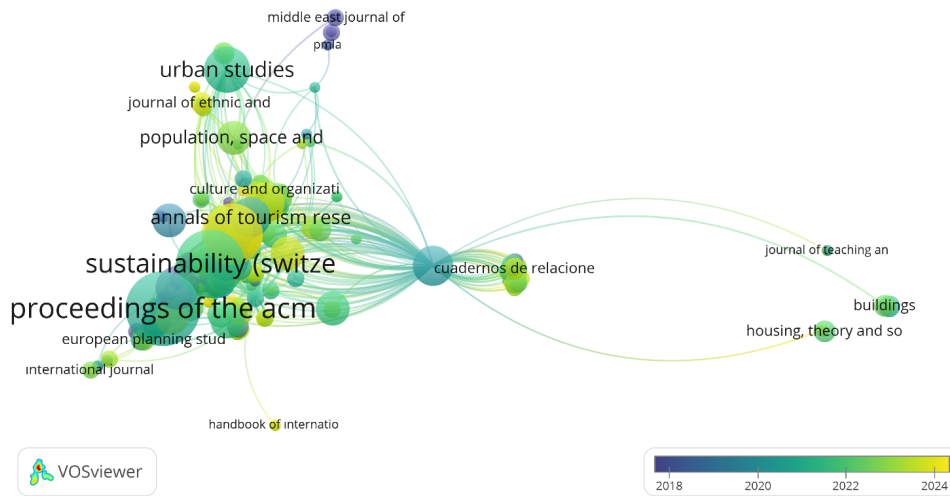 middle east journal of
pmla
urban studies
journal of ethnic and
population, space and
culture and organizati
annals of tourism rese
journal of teaching an
sustainability (switze
cuadernos de relacione
proceedings of the acm
buildings
housing, theory and so
european planning stud
international journal
handbook of internatio
VOSviewer
2018 2020 2022 2024